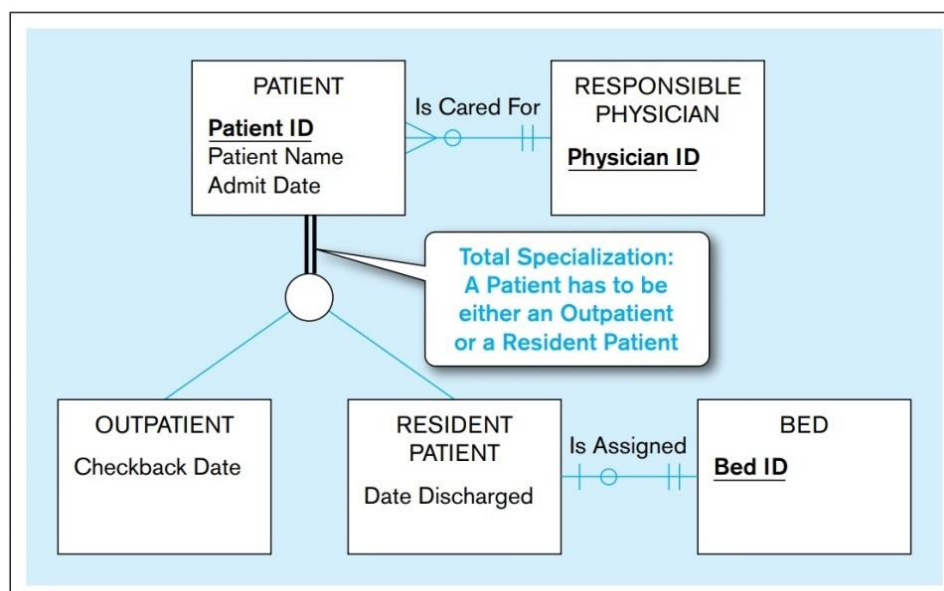 PATIENT
Patient ID
Patient Name
Admit Date
Is Cared For
RESPONSIBLE
PHYSICIAN
Physician ID
Total Specialization:
A Patient has to be
either an Outpatient
or a Resident Patient
OUTPATIENT
Checkback Date
RESIDENT
PATIENT
Date Discharged
Is Assigned
BED
Bed ID